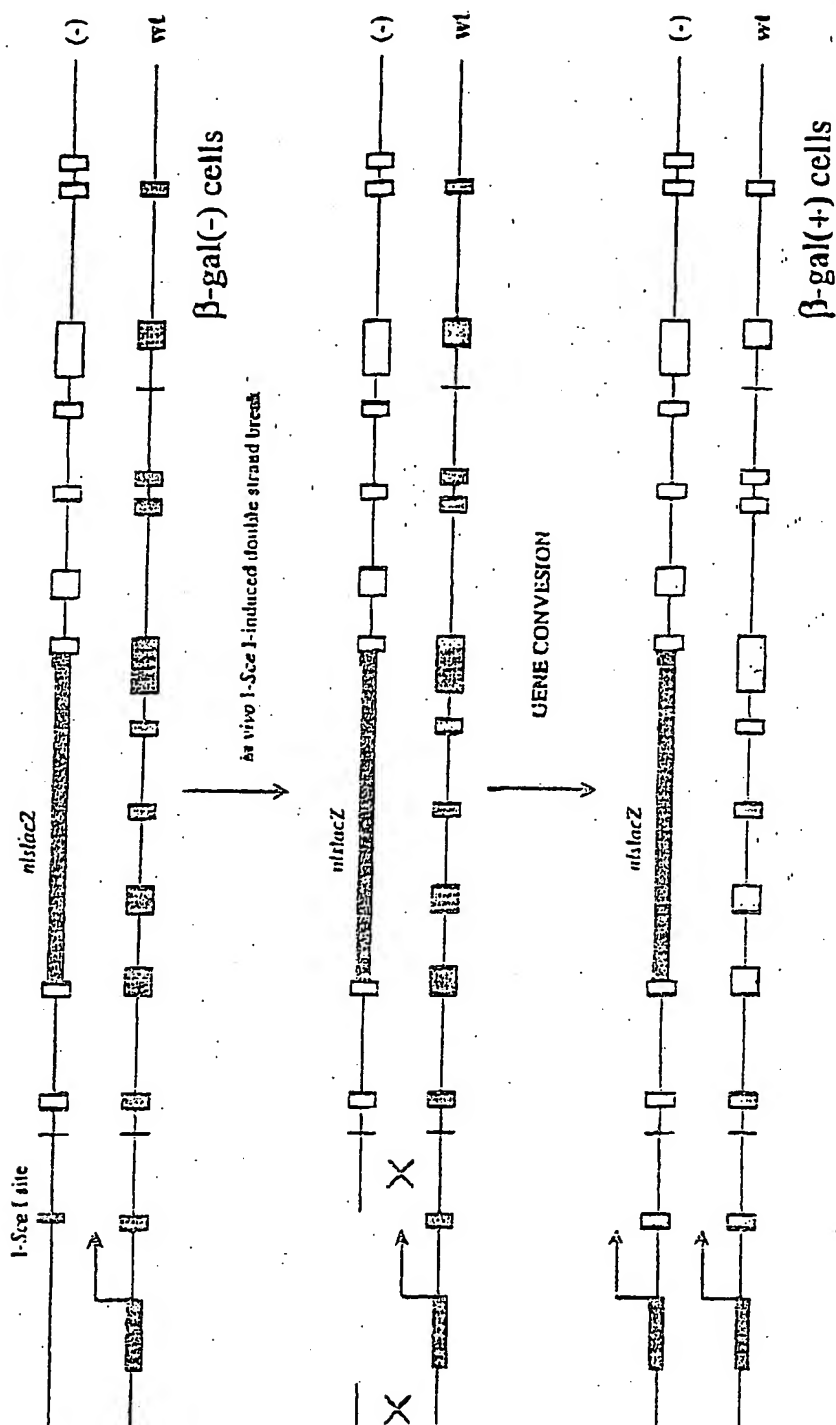 I-Sce I site
nlslacZ
(-)
wt
β-gal(-) cells
in vivo I-Sce I-induced double strand break
nlslacZ
(-)
X
X
wt
GENE CONVESION
nlslacZ
(-)
wt
β-gal(+) cells